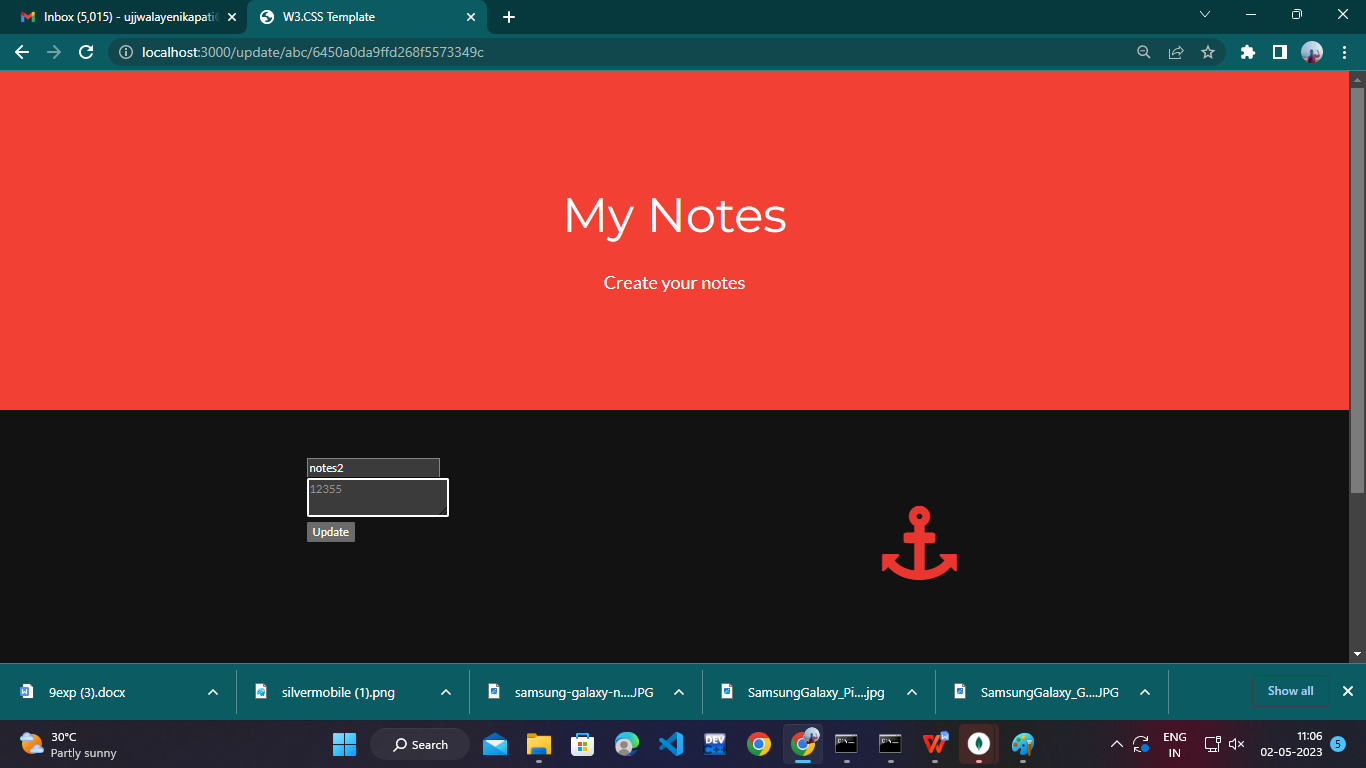 Inbox (5,015) - ujjwalayenikapati
W3.CSS Template
localhost:3000/update/abc/6450a0da9ffd268f5573349c
My Notes
Create your notes
notes2
12355
Update
9exp (3).docx
silvermobile (1).png
samsung-galaxy-n....JPG
SamsungGalaxy_Pi....jpg
SamsungGalaxy_G....JPG
Show all
30°C
Partly sunny
Search
DEV
ENG
IN
11:06
02-05-2023
5